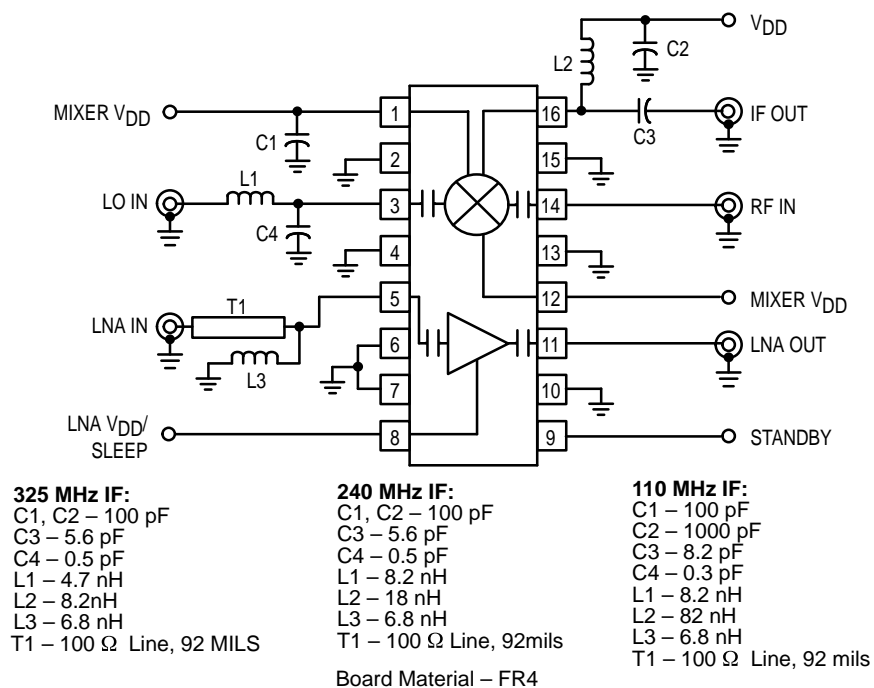 VDD
L2
C2
MIXER VDD
1
16
IF OUT
C1
C3
2
15
L1
LO IN
3
14
RF IN
C4
4
13
T1
5
12
MIXER VDD
LNA IN
6
11
LNA OUT
L3
7
10
LNA VDD/
SLEEP
8
9
STANDBY
325 MHz IF:
C1, C2 – 100 pF
C3 – 5.6 pF
C4 – 0.5 pF
L1 – 4.7 nH
L2 – 8.2nH
L3 – 6.8 nH
T1 – 100 Ω Line, 92 MILS
240 MHz IF:
C1, C2 – 100 pF
C3 – 5.6 pF
C4 – 0.5 pF
L1 – 8.2 nH
L2 – 18 nH
L3 – 6.8 nH
T1 – 100 Ω Line, 92mils
110 MHz IF:
C1 – 100 pF
C2 – 1000 pF
C3 – 8.2 pF
C4 – 0.3 pF
L1 – 8.2 nH
L2 – 82 nH
L3 – 6.8 nH
T1 – 100 Ω Line, 92 mils
Board Material – FR4